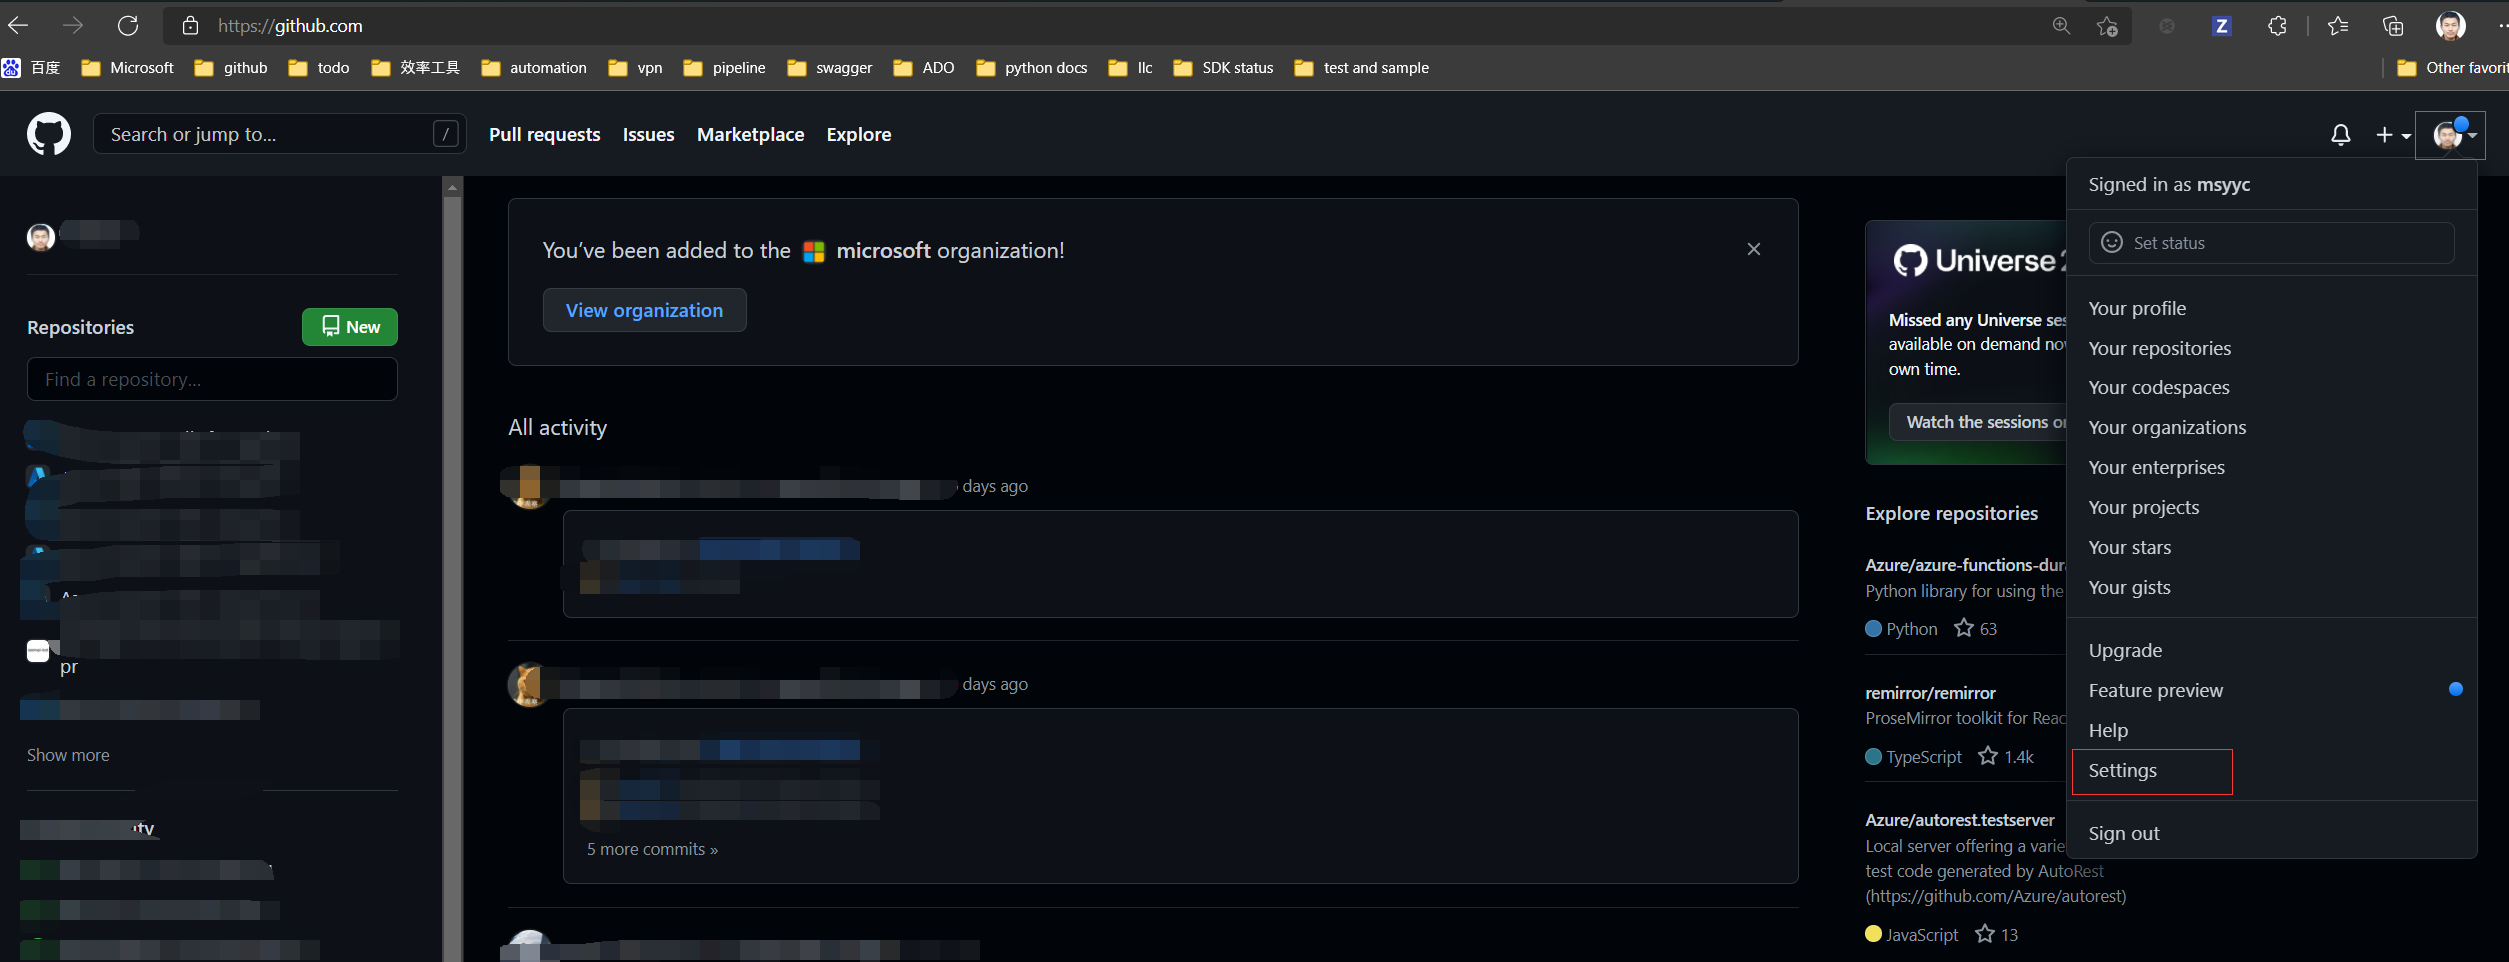 https://github.com
百度 Microsoft github todo 效率工具 automation vpn pipeline swagger ADO python docs llc SDK status test and sample Other favorit
Search or jump to... / Pull requests Issues Marketplace Explore
Signed in as msyyc
Set status
Your profile
Your repositories
Your codespaces
Your organizations
Your enterprises
Your projects
Your stars
Your gists
Upgrade
Feature preview
Help
Settings
Sign out
Repositories
New
Find a repository...
pr
Show more
You've been added to the microsoft organization!
View organization
All activity
days ago
days ago
5 more commits »
Universe 2
Missed any Universe ses
available on demand now
own time.
Watch the sessions on
Explore repositories
Azure/azure-functions-dura
Python library for using the
Python 63
remirror/remirror
ProseMirror toolkit for Reac
TypeScript 1.4k
Azure/autorest.testserver
Local server offering a varie
test code generated by AutoRest
(https://github.com/Azure/autorest)
JavaScript 13